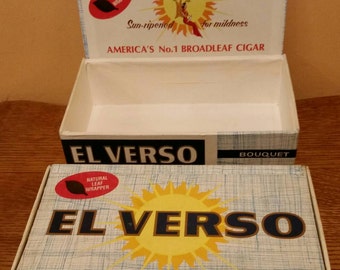 Sun-ripened for mildness
AMERICA'S No.1 BROADLEAF CIGAR
EL VERSO
BOUQUET
NATURAL
LEAF
WRAPPER
EL VERSO